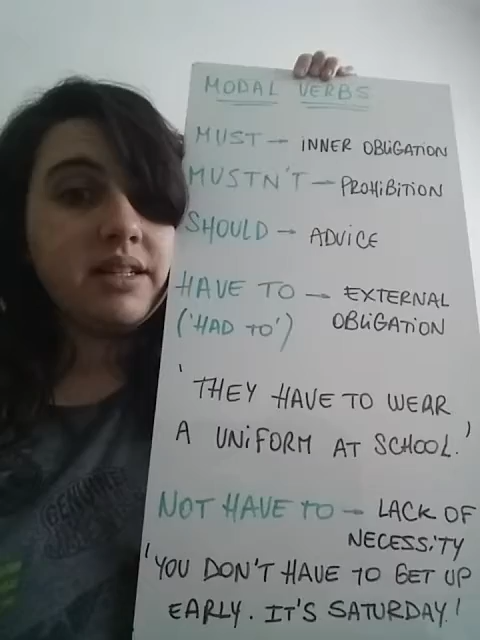 MODAL VERBS
MUST – INNER OBLIGATION
MUSTN'T – PROHIBITION
SHOULD – ADVICE
HAVE TO – EXTERNAL
('HAD TO') OBLIGATION
'THEY HAVE TO WEAR
A UNIFORM AT SCHOOL.'
NOT HAVE TO – LACK OF
NECESSITY
'YOU DON'T HAVE TO GET UP
EARLY. IT'S SATURDAY.'
GENUINE